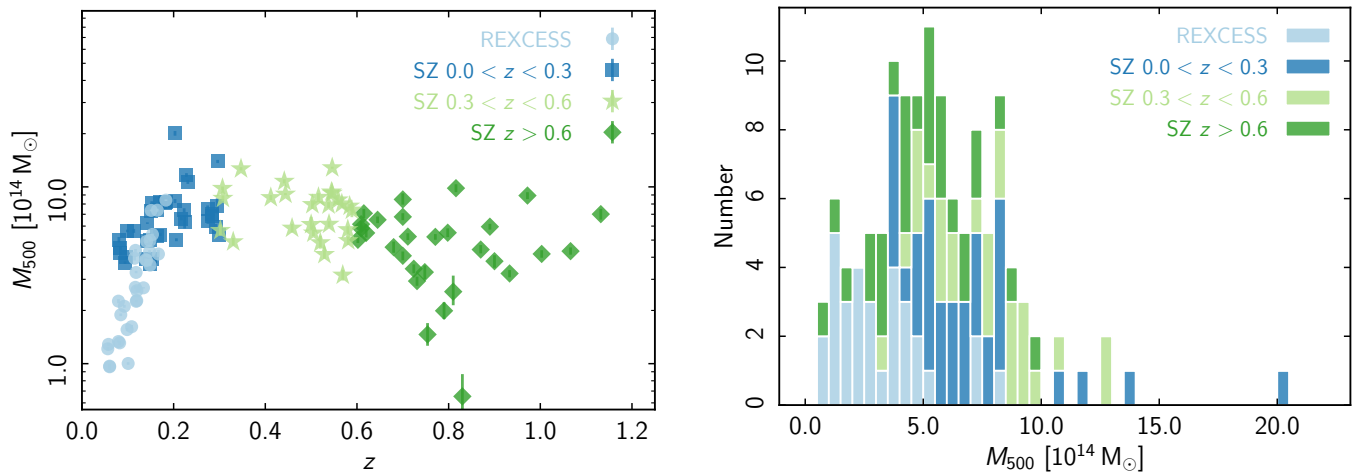 REXCESS
SZ 0.0 < z < 0.3
SZ 0.3 < z < 0.6
SZ z > 0.6
M500 [10^14 M⊙]
10.0
1.0
0.0 0.2 0.4 0.6 0.8 1.0 1.2
z
REXCESS
SZ 0.0 < z < 0.3
SZ 0.3 < z < 0.6
SZ z > 0.6
Number
10
8
6
4
2
0
0.0 5.0 10.0 15.0 20.0
M500 [10^14 M⊙]